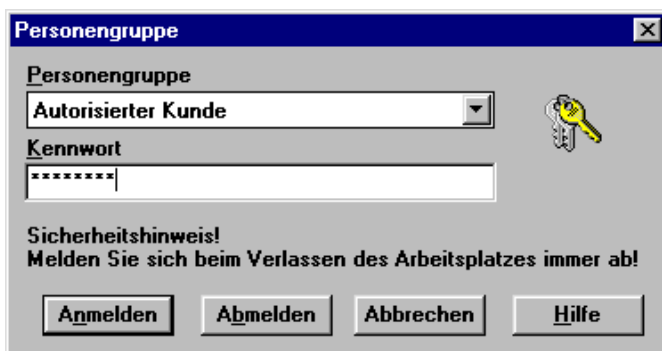 Personengruppe
Personengruppe
Autorisierter Kunde
Kennwort
********
Sicherheitshinweis!
Melden Sie sich beim Verlassen des Arbeitsplatzes immer ab!
Anmelden Abmelden Abbrechen Hilfe